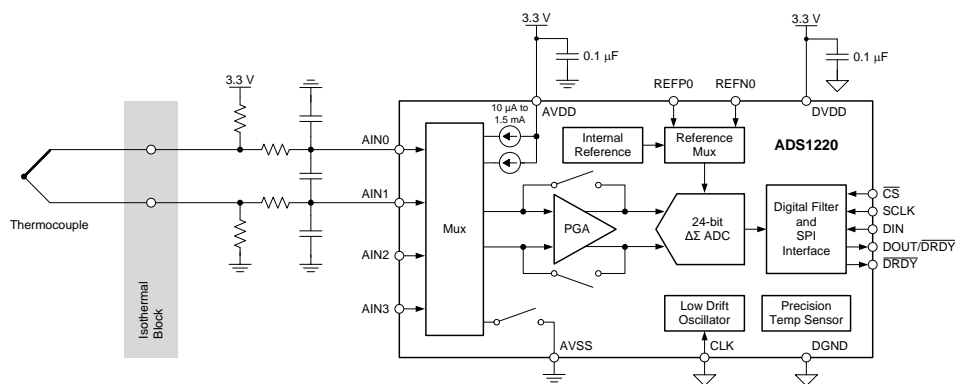 3.3 V
3.3 V
0.1 μF
0.1 μF
3.3 V
REFP0
REFN0
AVDD
DVDD
10 μA to
1.5 mA
ADS1220
AIN0
Internal
Reference
Reference
Mux
AIN1
CS
SCLK
DIN
DOUT/DRDY
DRDY
Thermocouple
Mux
PGA
24-bit
ΔΣ ADC
Digital Filter
and
SPI
Interface
AIN2
AIN3
Isothermal
Block
Low Drift
Oscillator
Precision
Temp Sensor
AVSS
CLK
DGND